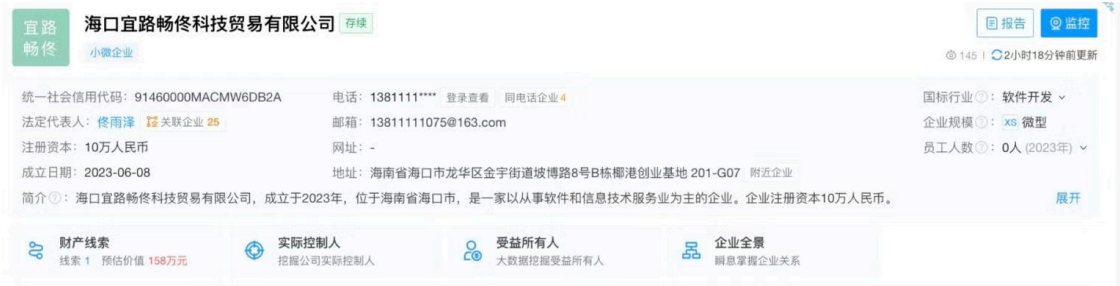 宜路
畅佟
海口宜路畅佟科技贸易有限公司 存续
报告 监控
小微企业
145 | 2小时18分钟前更新
统一社会信用代码：91460000MACMW6DB2A 电话：1381111**** 登录查看 同电话企业 4 国标行业?：软件开发
法定代表人：佟雨泽 关联企业 25 邮箱：13811111075@163.com 企业规模?：XS 微型
注册资本：10万人民币 网址：- 员工人数?：0人 (2023年)
成立日期：2023-06-08 地址：海南省海口市龙华区金宇街道坡博路8号B栋椰港创业基地 201-G07 附近企业
简介?：海口宜路畅佟科技贸易有限公司，成立于2023年，位于海南省海口市，是一家以从事软件和信息技术服务业为主的企业。企业注册资本10万人民币。 展开
财产线索 实际控制人 受益所有人 企业全景
线索 1 预估价值 158万元 挖掘公司实际控制人 大数据挖掘受益所有人 瞬息掌握企业关系